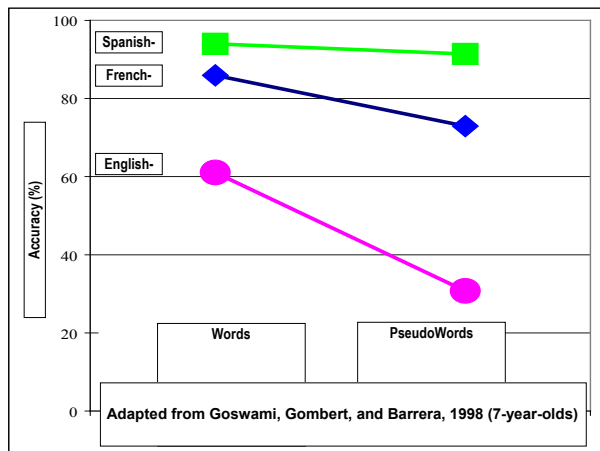 100
Spanish-
French-
80
English-
60
Accuracy (%)
40
20
Words
PseudoWords
0
Adapted from Goswami, Gombert, and Barrera, 1998 (7-year-olds)